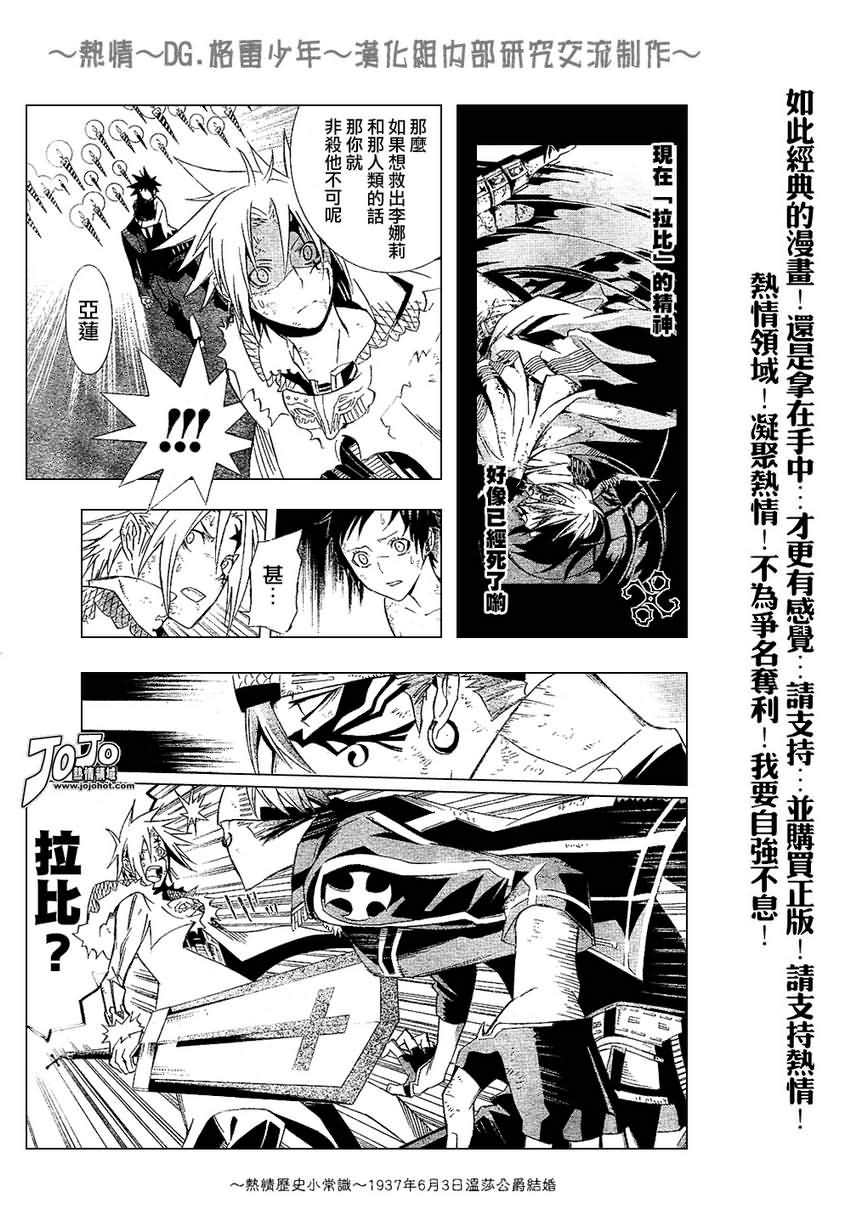 ～熱情～DG.格雷少年～漢化組内部研究交流制作～
如此經典的漫畫！還是拿在手中…才更有感覺…請支持…並購買正版！請支持熱情！
熱情領域！凝聚熱情！不為爭名奪利！我要自強不息！
現在「拉比」的精神
好像已經死了喲
那麼
如果想救出李娜莉
和那人類的話
那你就
非殺他不可呢
亞蓮
!!!
甚…
JOJO
熱情領域
www.jojohot.com
拉比？
～熱情歷史小常識～1937年6月3日溫莎公爵結婚